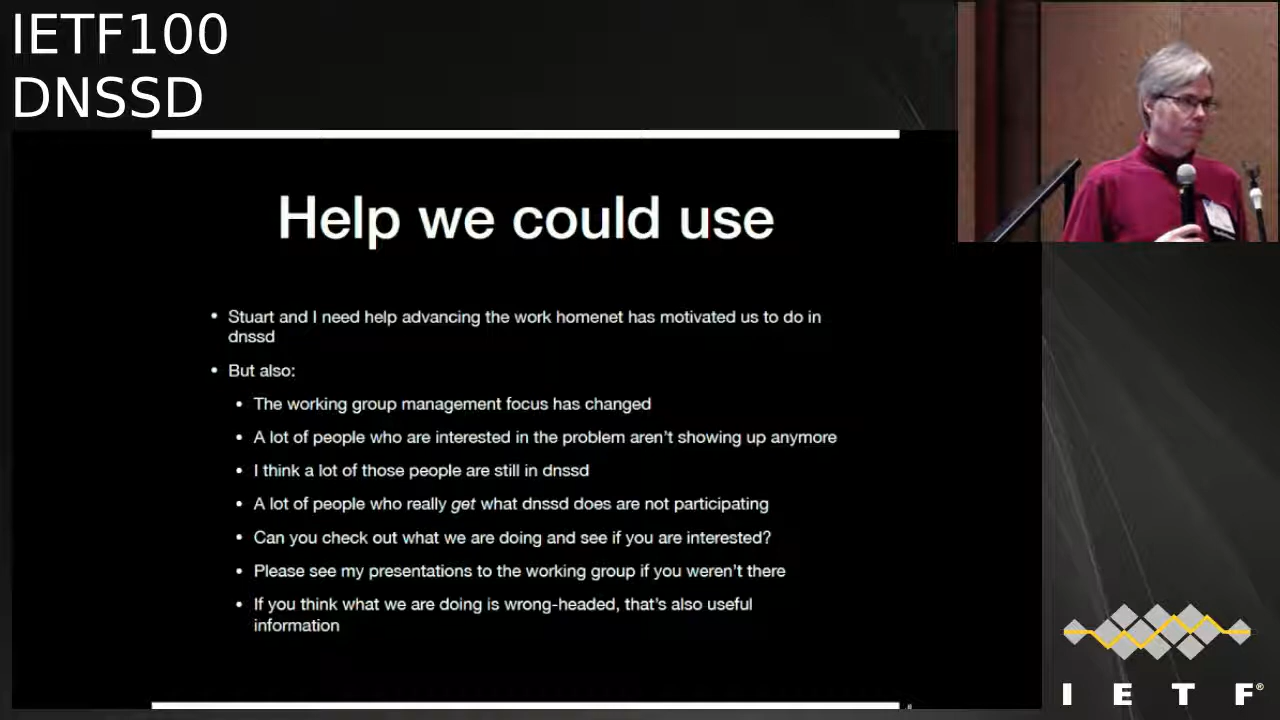 IETF100
DNSSD
Help we could use
• Stuart and I need help advancing the work homenet has motivated us to do in
dnssd
• But also:
• The working group management focus has changed
• A lot of people who are interested in the problem aren't showing up anymore
• I think a lot of those people are still in dnssd
• A lot of people who really get what dnssd does are not participating
• Can you check out what we are doing and see if you are interested?
• Please see my presentations to the working group if you weren't there
• If you think what we are doing is wrong-headed, that's also useful
information
I E T F®